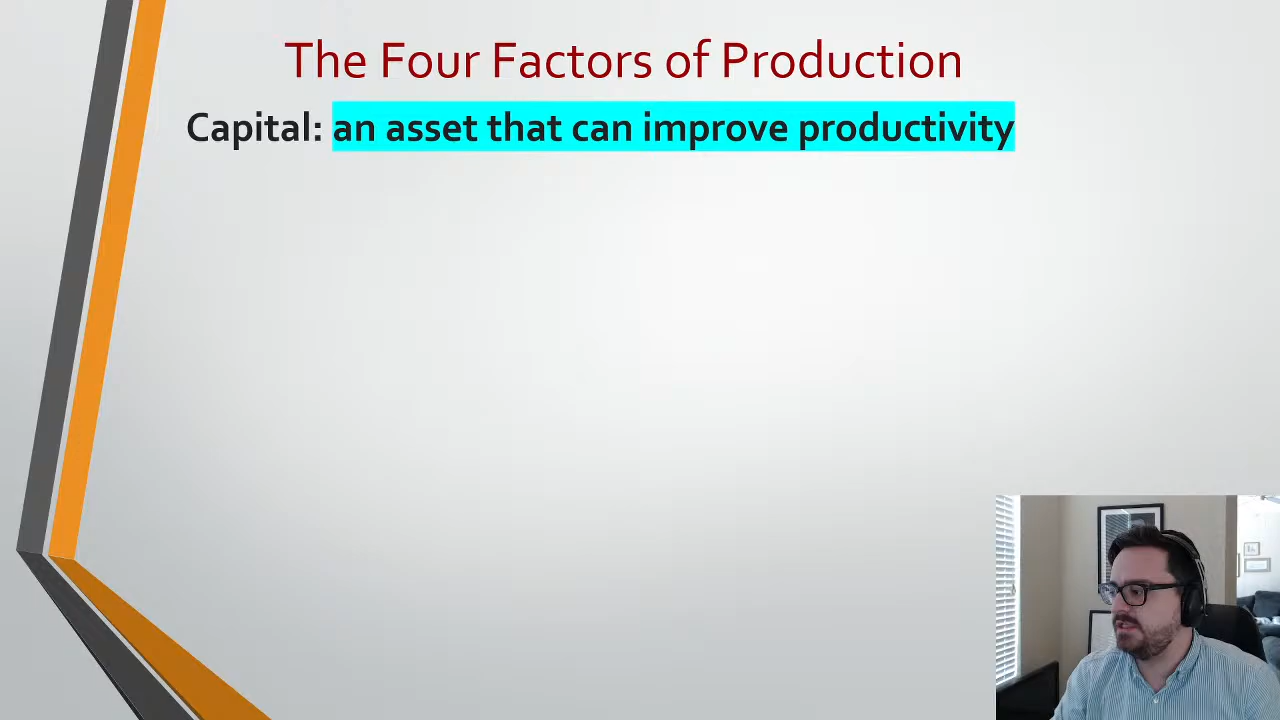 The Four Factors of Production
Capital: an asset that can improve productivity